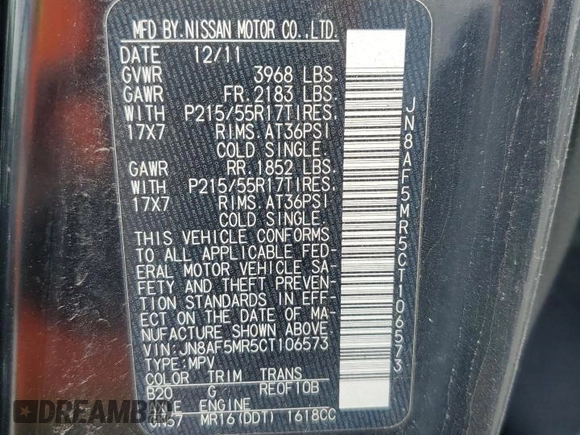 MFD BY.NISSAN MOTOR CO.,LTD.
DATE 12/11
GVWR 3968 LBS.
GAWR FR.2183 LBS.
WITH P215/55R17TIRES.
17X7 RIMS.AT36PSI
COLD SINGLE.
GAWR RR.1852 LBS.
WITH P215/55R17TIRES.
17X7 RIMS.AT36PSI
COLD SINGLE.
THIS VEHICLE CONFORMS
TO ALL APPLICABLE FED-
ERAL MOTOR VEHICLE SA-
FETY AND THEFT PREVEN-
TION STANDARDS IN EFF-
ECT ON THE DATE OF MA-
NUFACTURE SHOWN ABOVE
VIN:JN8AF5MR5CT106573
TYPE:MPV
COLOR TRIM TRANS
B20 G RE0F10B
ENGINE
MR16(DDT) 1618CC
JN8AF5MR5CT106573